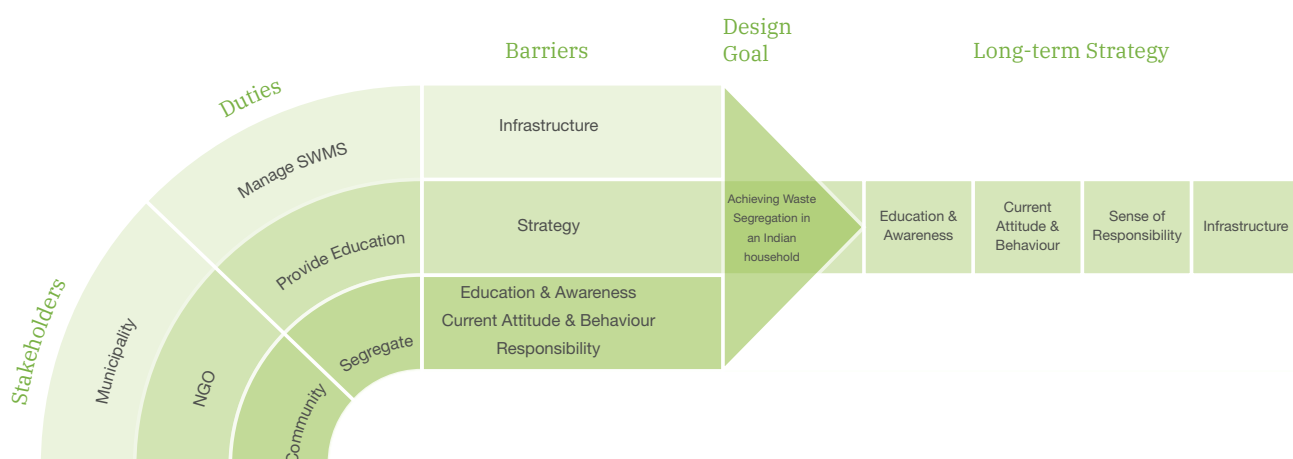 Stakeholders
Duties
Barriers
Design
Goal
Long-term Strategy
Municipality
Manage SWMS
Infrastructure
NGO
Provide Education
Strategy
Community
Segregate
Education & Awareness
Current Attitude & Behaviour
Responsibility
Achieving Waste
Segregation in
an Indian
household
Education &
Awareness
Current
Attitude &
Behaviour
Sense of
Responsibility
Infrastructure